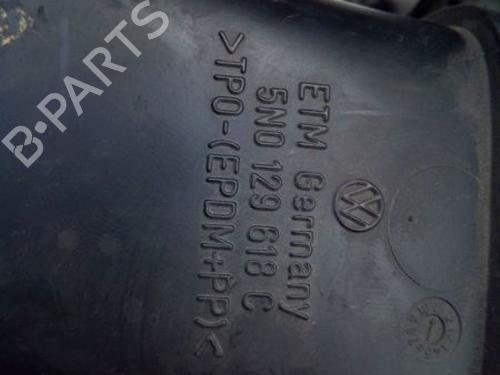 B-PARTS
ETM Germany
5N0 129 618 C
>TPO-(EPDM+PP)<